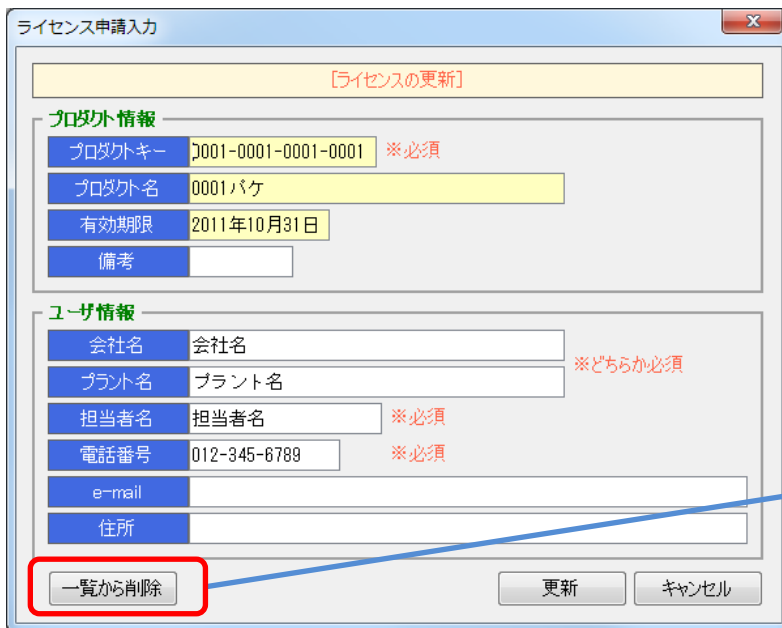 ライセンス申請入力
[ライセンスの更新]
プロダクト情報
プロダクトキー 0001-0001-0001-0001 ※必須
プロダクト名 0001パケ
有効期限 2011年10月31日
備考
ユーザ情報
会社名 会社名
※どちらか必須
プラント名 プラント名
担当者名 担当者名 ※必須
電話番号 012-345-6789 ※必須
e-mail
住所
一覧から削除 更新 キャンセル